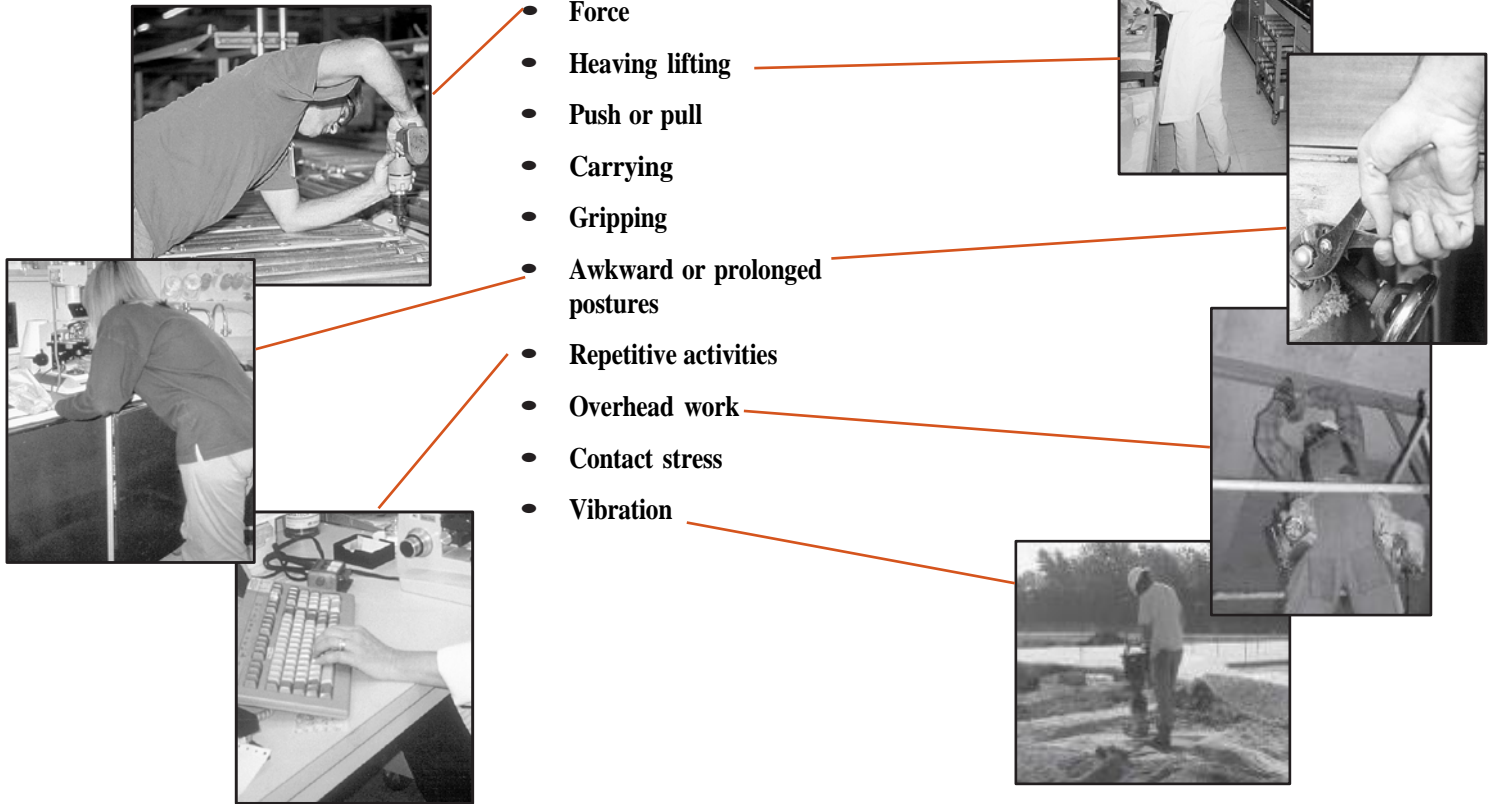 • Force
• Heaving lifting
• Push or pull
• Carrying
• Gripping
• Awkward or prolonged
postures
• Repetitive activities
• Overhead work
• Contact stress
• Vibration